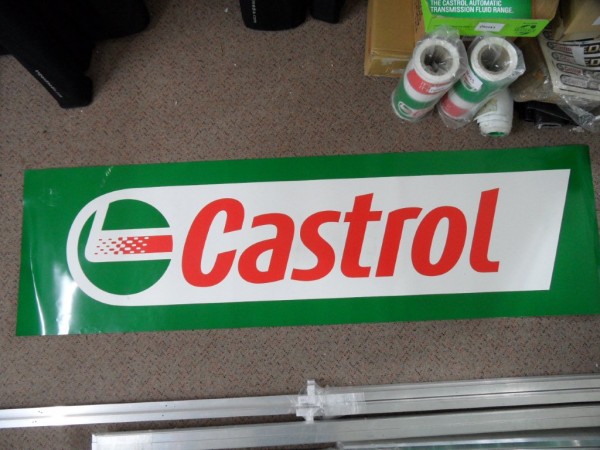 THE CASTROL AUTOMATIC
TRANSMISSION FLUID RANGE.
Castrol